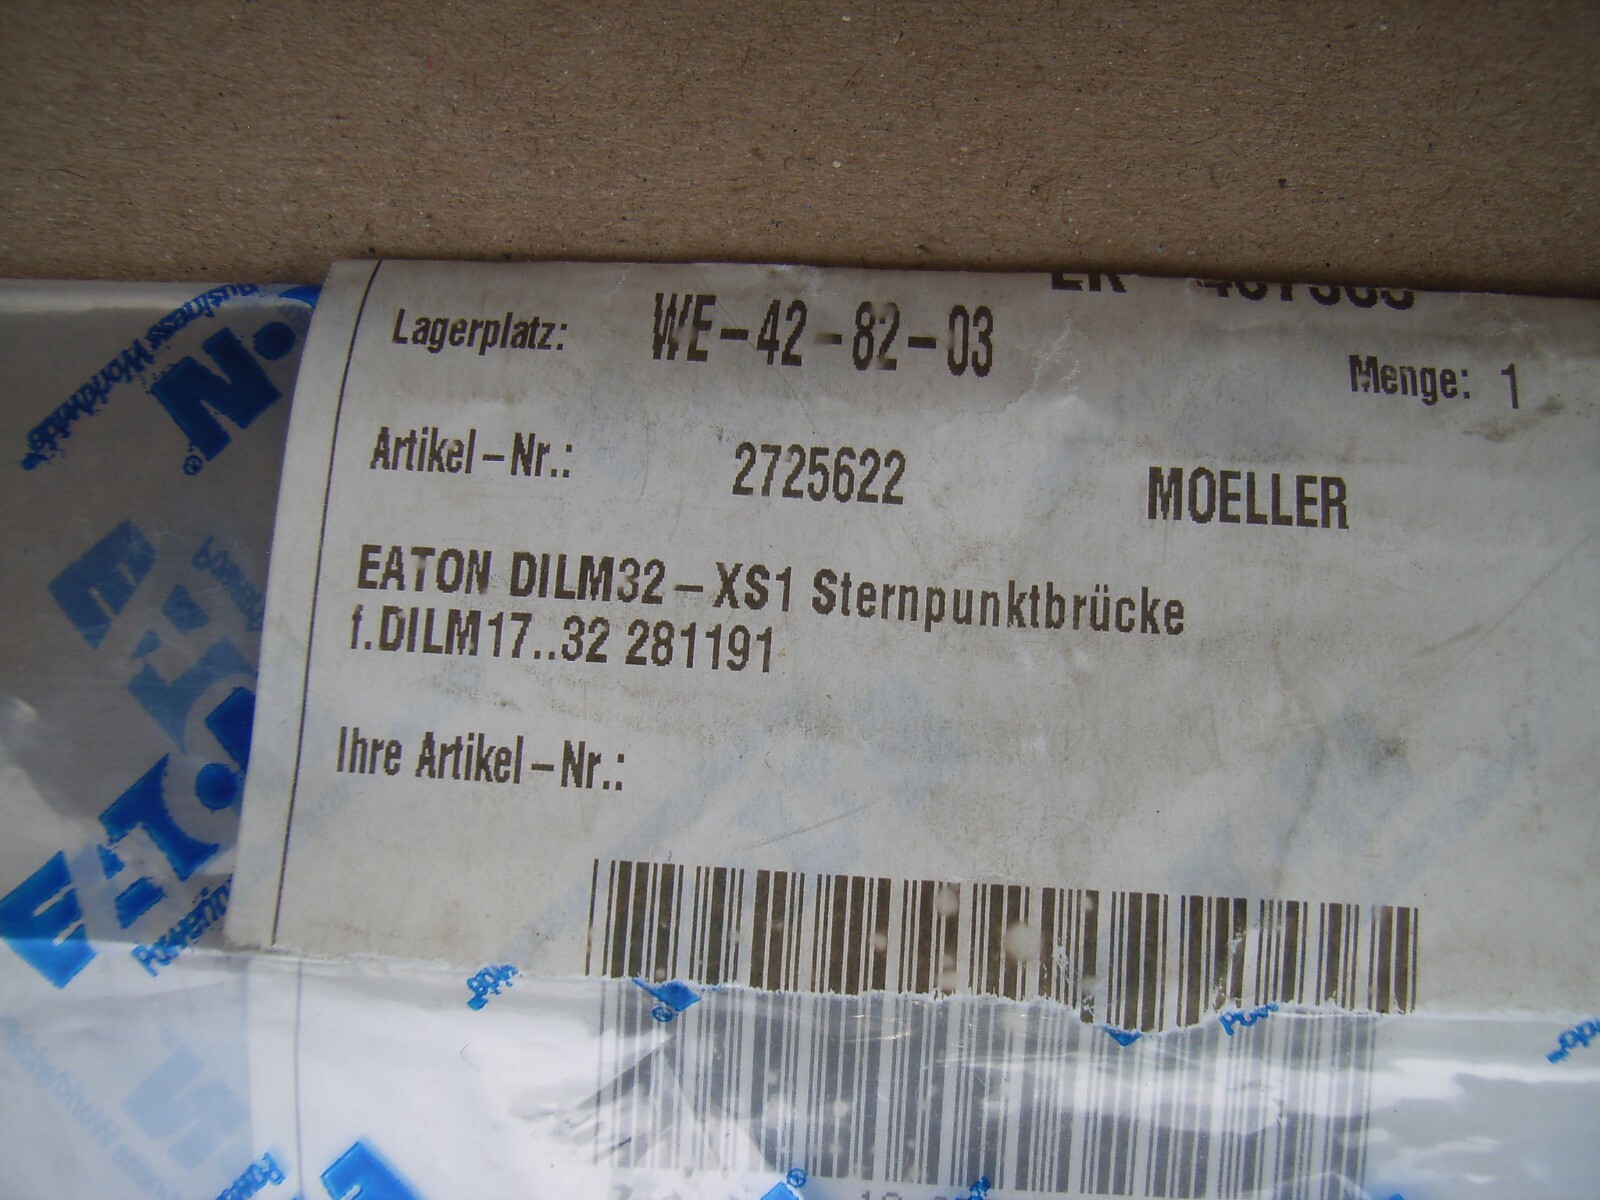 Lagerplatz: WE-42-82-03
Menge: 1
Artikel-Nr.: 2725622 MOELLER
EATON DILM32-XS1 Sternpunktbrücke
f.DILM17..32 281191
Ihre Artikel-Nr.:
EATON